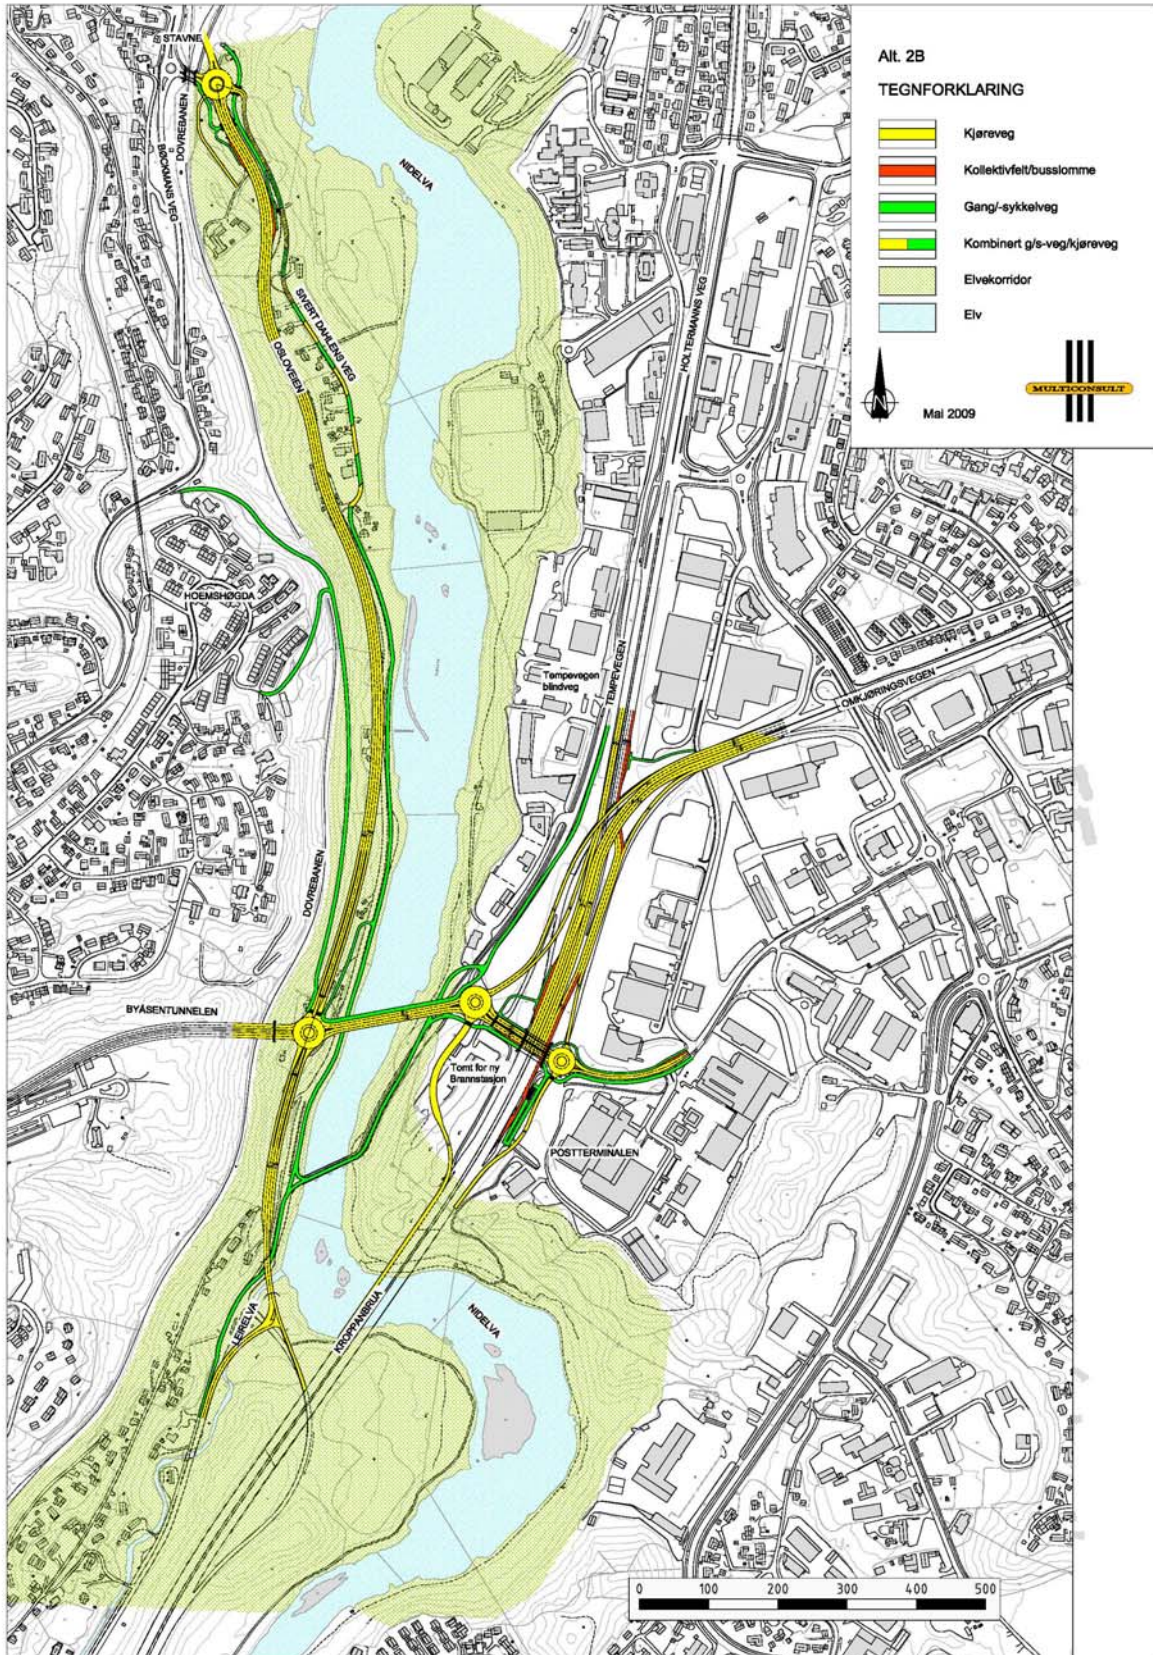 Alt. 2B
TEGNFORKLARING
Kjøreveg
Kollektivfelt/busslomme
Gang/-sykkelveg
Kombinert g/s-veg/kjøreveg
Elvekorridor
Elv
N
Mai 2009
MULTICONSULT
STAVNE
DOVREBANEN
BØCKMANS VEG
NIDELVA
SIVERT DAHLENS VEG
OSLOVEIEN
HOLTERMANNS VEG
HOEMSHØGDA
Tempevegen
blindveg
TEMPEVEGEN
OMKJØRINGSVEGEN
DOVREBANEN
BYÅSENTUNNELEN
Tomt for ny
Brannstasjon
POSTTERMINALEN
LEIRELVA
KROPPANBRUA
NIDELVA
0 100 200 300 400 500